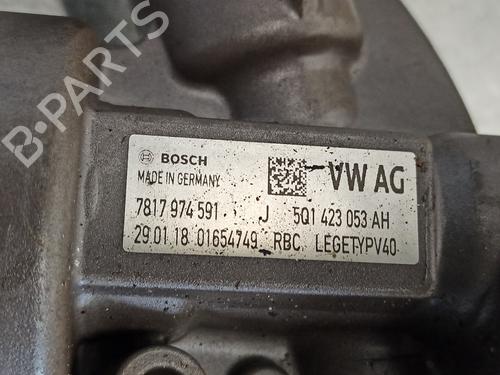 B-PARTS
BOSCH VW AG
MADE IN GERMANY
7817 974 591 J 5Q1 423 053 AH
29.01.18 01654749 RBC LEGETYPV40